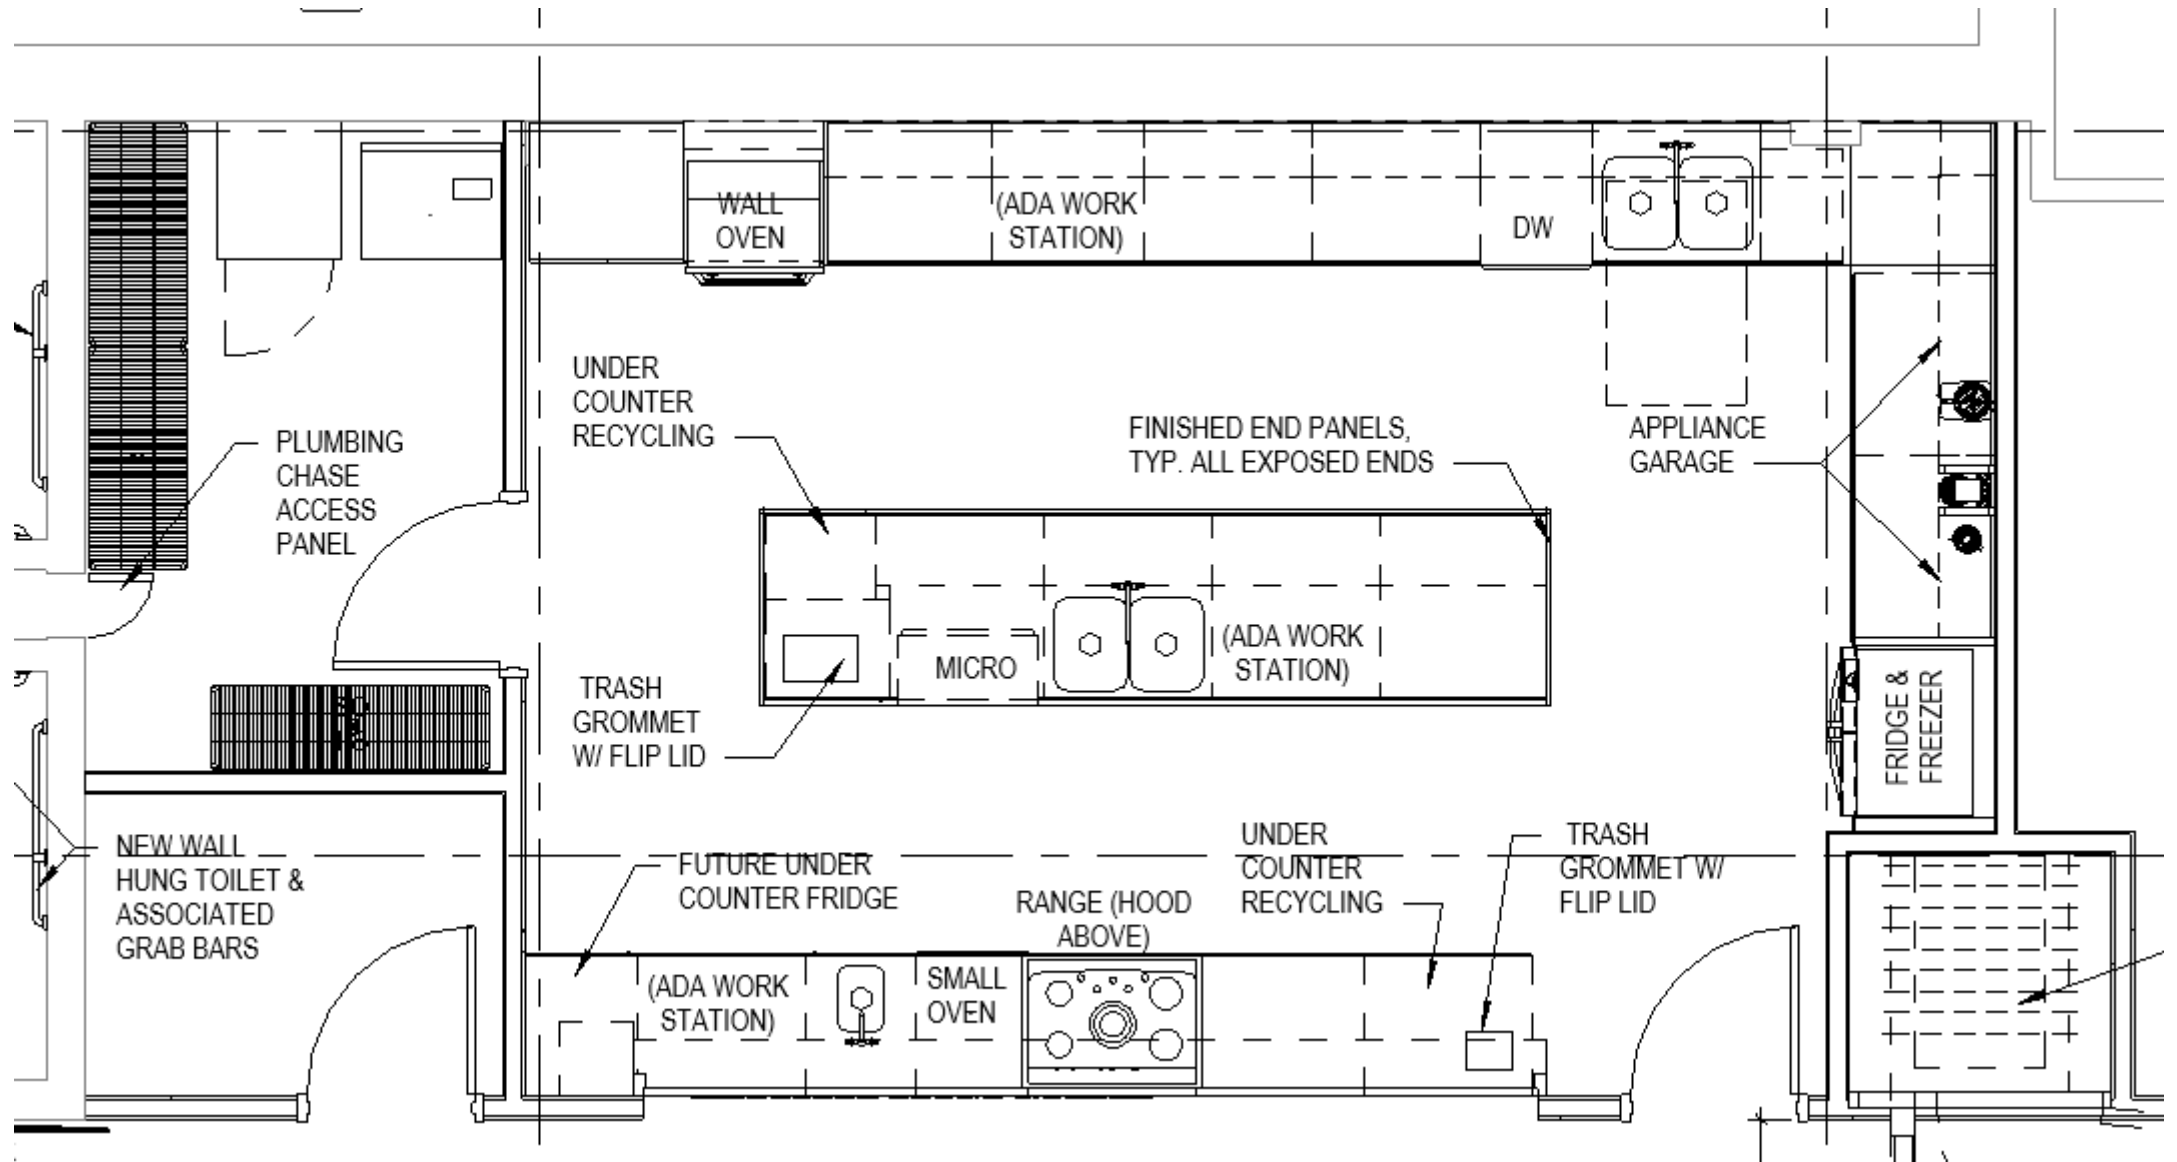 WALL
OVEN
(ADA WORK
STATION)
DW
UNDER
COUNTER
RECYCLING
PLUMBING
CHASE
ACCESS
PANEL
FINISHED END PANELS,
TYP. ALL EXPOSED ENDS
APPLIANCE
GARAGE
MICRO
(ADA WORK
STATION)
TRASH
GROMMET
W/ FLIP LID
FRIDGE &
FREEZER
NEW WALL
HUNG TOILET &
ASSOCIATED
GRAB BARS
FUTURE UNDER
COUNTER FRIDGE
RANGE (HOOD
ABOVE)
UNDER
COUNTER
RECYCLING
TRASH
GROMMET W/
FLIP LID
(ADA WORK
STATION)
SMALL
OVEN